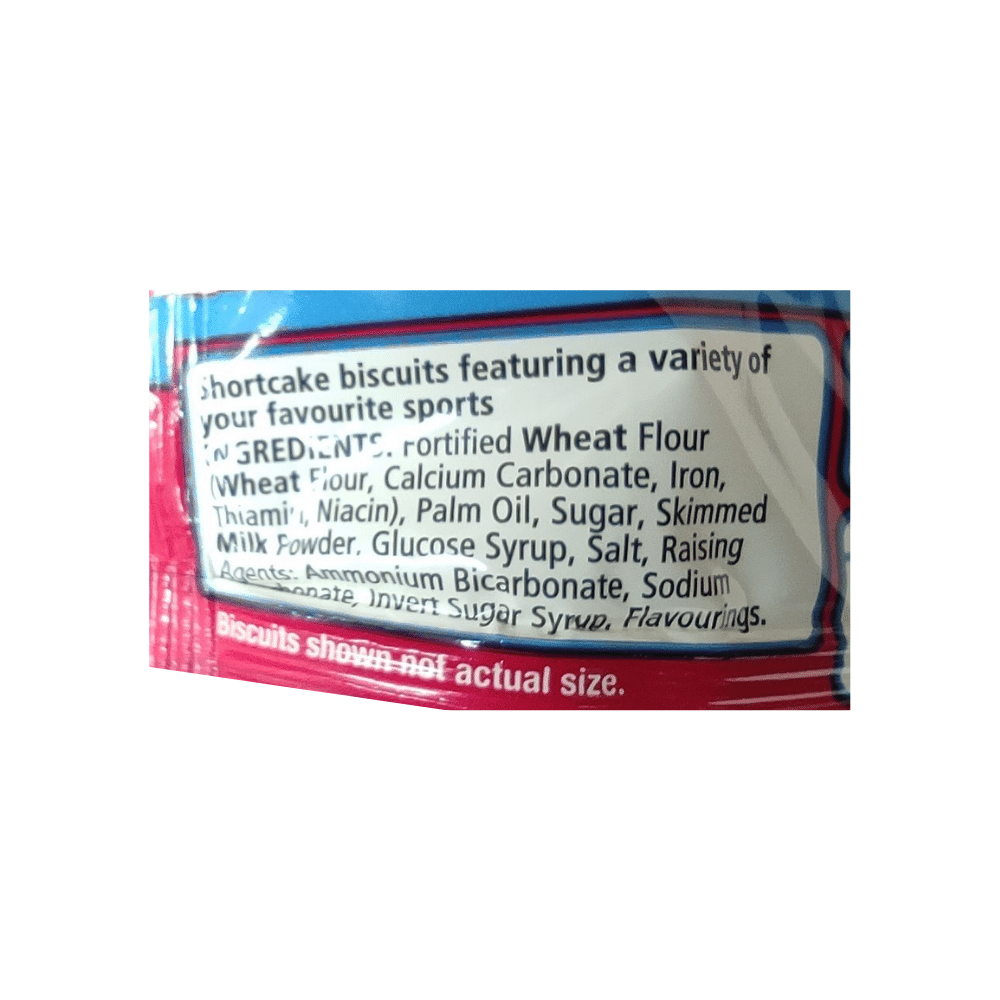 Shortcake biscuits featuring a variety of
your favourite sports
INGREDIENTS: Fortified Wheat Flour
(Wheat Flour, Calcium Carbonate, Iron,
Thiamin, Niacin), Palm Oil, Sugar, Skimmed
Milk Powder, Glucose Syrup, Salt, Raising
Agents: Ammonium Bicarbonate, Sodium
Invert Sugar Syrup, Flavourings.
Biscuits shown not actual size.